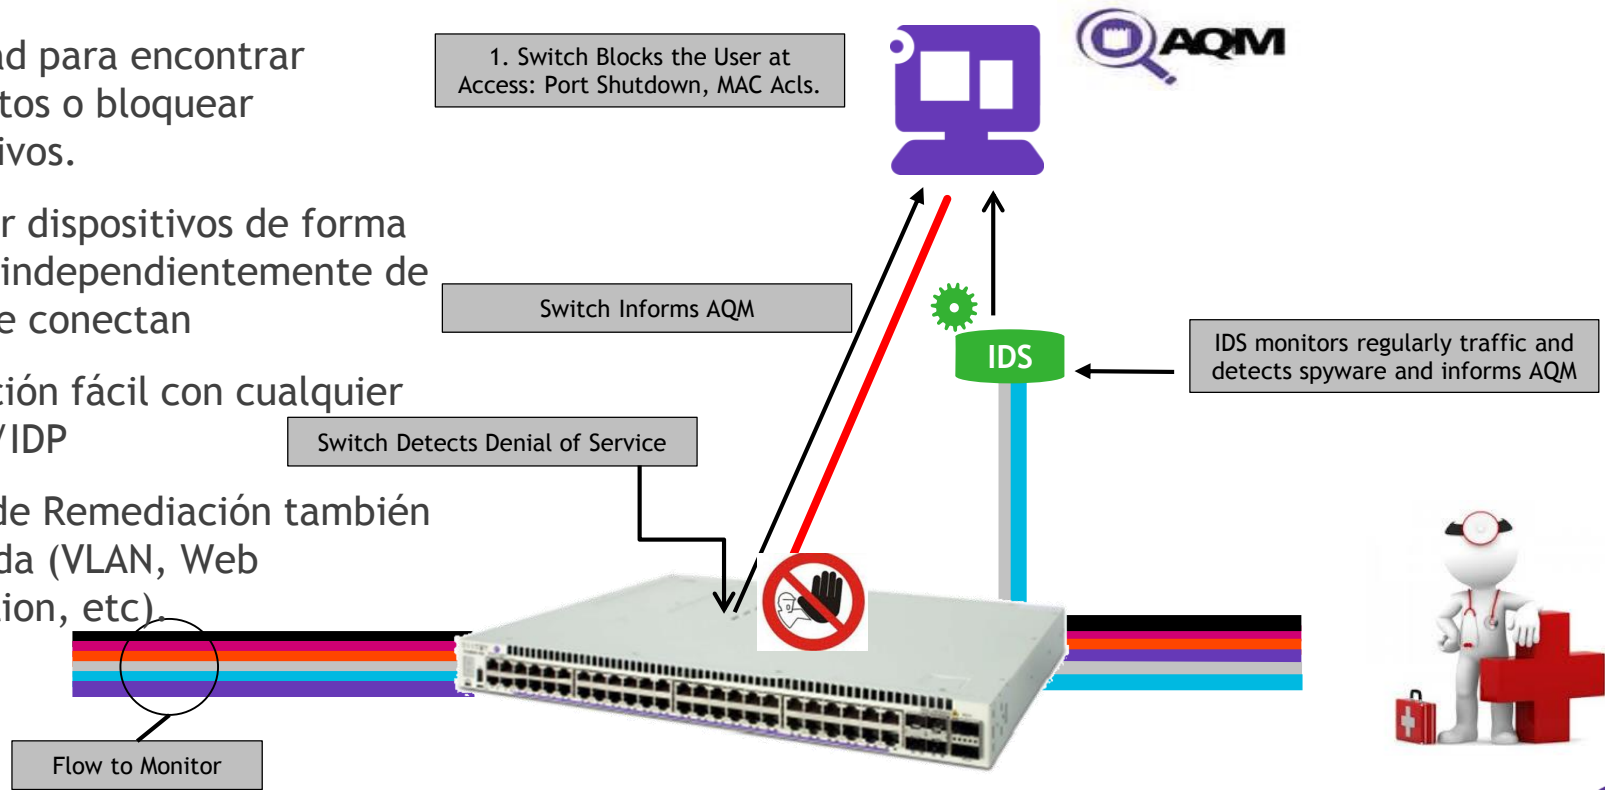 ad para encontrar
tos o bloquear
ivos.
r dispositivos de forma
independientemente de
e conectan
ción fácil con cualquier
/IDP
de Remediación también
da (VLAN, Web
ion, etc).
1. Switch Blocks the User at
Access: Port Shutdown, MAC Acls.
AQM
Switch Informs AQM
IDS
IDS monitors regularly traffic and
detects spyware and informs AQM
Switch Detects Denial of Service
Flow to Monitor